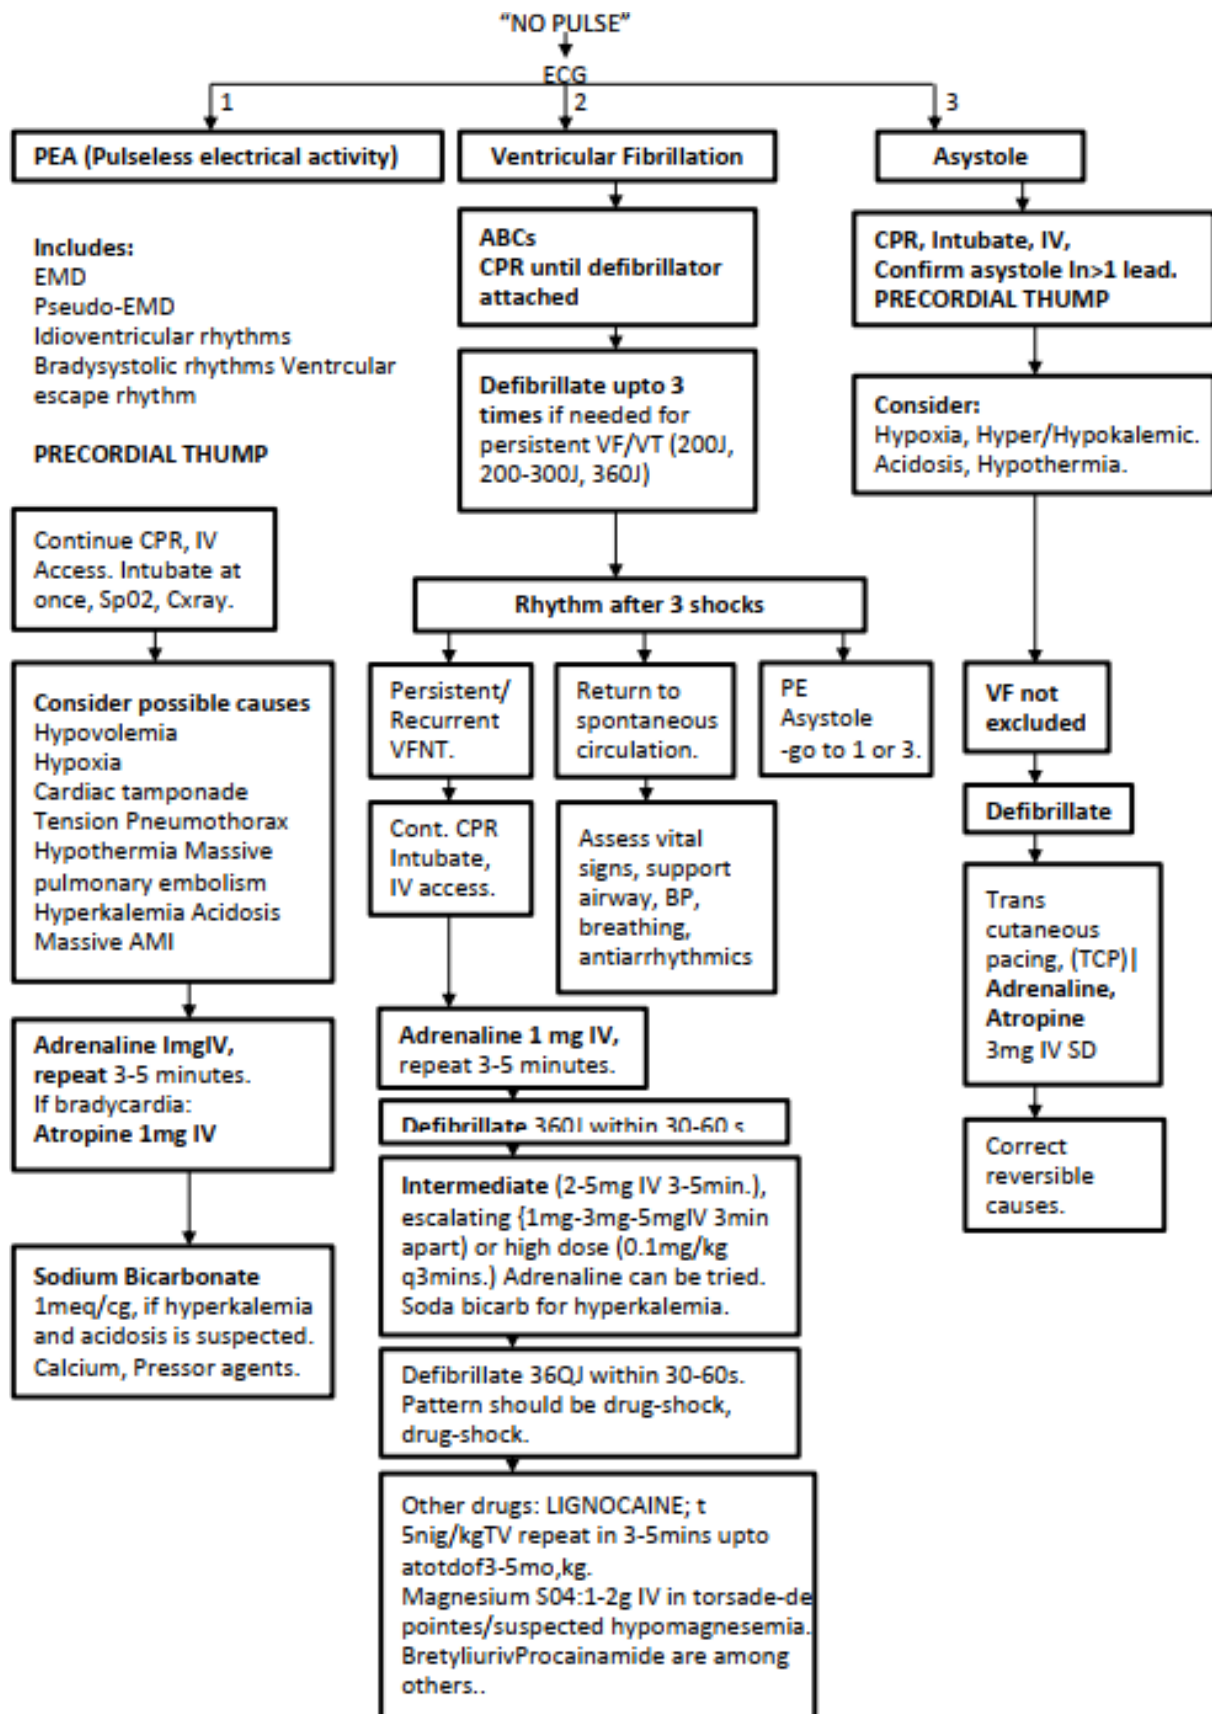 “NO PULSE”
ECG
1
2
3
PEA (Pulseless electrical activity)
Includes:
EMD
Pseudo-EMD
Idioventricular rhythms
Bradysystolic rhythms Ventrcular
escape rhythm
PRECORDIAL THUMP
Continue CPR, IV
Access. Intubate at
once, Sp02, Cxray.
Consider possible causes
Hypovolemia
Hypoxia
Cardiac tamponade
Tension Pneumothorax
Hypothermia Massive
pulmonary embolism
Hyperkalemia Acidosis
Massive AMI
Adrenaline ImgIV,
repeat 3-5 minutes.
If bradycardia:
Atropine 1mg IV
Sodium Bicarbonate
1meq/cg, if hyperkalemia
and acidosis is suspected.
Calcium, Pressor agents.
Ventricular Fibrillation
ABCs
CPR until defibrillator
attached
Defibrillate upto 3
times if needed for
persistent VF/VT (200J,
200-300J, 360J)
Rhythm after 3 shocks
Persistent/
Recurrent
VFNT.
Cont. CPR
Intubate,
IV access.
Return to
spontaneous
circulation.
Assess vital
signs, support
airway, BP,
breathing,
antiarrhythmics
PE
Asystole
-go to 1 or 3.
Adrenaline 1 mg IV,
repeat 3-5 minutes.
Defibrillate 360J within 30-60 s
Intermediate (2-5mg IV 3-5min.),
escalating {1mg-3mg-5mgIV 3min
apart) or high dose (0.1mg/kg
q3mins.) Adrenaline can be tried.
Soda bicarb for hyperkalemia.
Defibrillate 36QJ within 30-60s.
Pattern should be drug-shock,
drug-shock.
Other drugs: LIGNOCAINE; t
5nig/kgTV repeat in 3-5mins upto
atotdof3-5mo,kg.
Magnesium S04:1-2g IV in torsade-de
pointes/suspected hypomagnesemia.
BretyliurivProcainamide are among
others..
Asystole
CPR, Intubate, IV,
Confirm asystole In>1 lead.
PRECORDIAL THUMP
Consider:
Hypoxia, Hyper/Hypokalemic.
Acidosis, Hypothermia.
VF not
excluded
Defibrillate
Trans
cutaneous
pacing, (TCP)|
Adrenaline,
Atropine
3mg IV SD
Correct
reversible
causes.